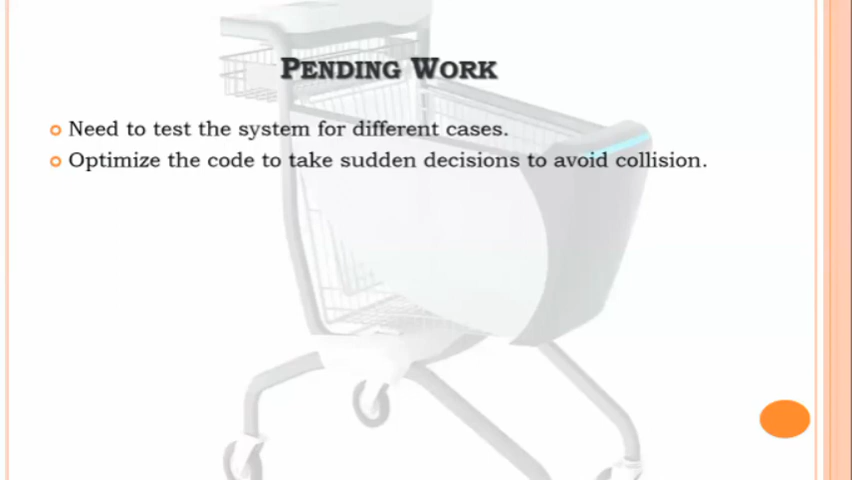 PENDING WORK
Need to test the system for different cases.
Optimize the code to take sudden decisions to avoid collision.